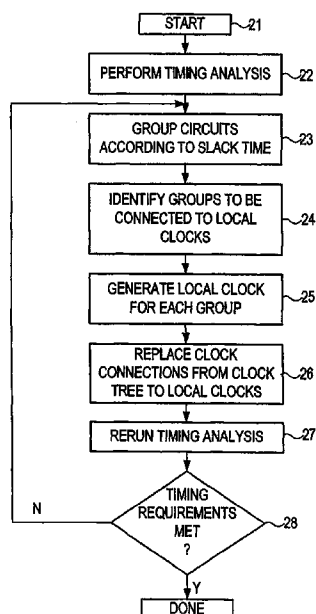 START
21
PERFORM TIMING ANALYSIS
22
GROUP CIRCUITS
ACCORDING TO SLACK TIME
23
IDENTIFY GROUPS TO BE
CONNECTED TO LOCAL
CLOCKS
24
GENERATE LOCAL CLOCK
FOR EACH GROUP
25
REPLACE CLOCK
CONNECTIONS FROM CLOCK
TREE TO LOCAL CLOCKS
26
RERUN TIMING ANALYSIS
27
TIMING
REQUIREMENTS
MET
?
28
N
Y
DONE